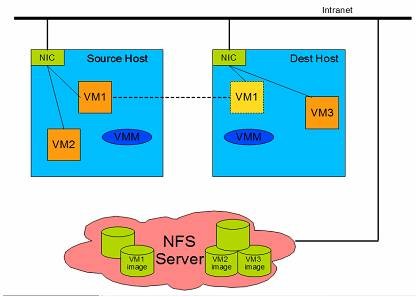 Intranet
NIC
Source Host
NIC
Dest Host
VM1
VM1
VM3
VM2
VMM
VMM
NFS
Server
VM1
image
VM2
image
VM3
image